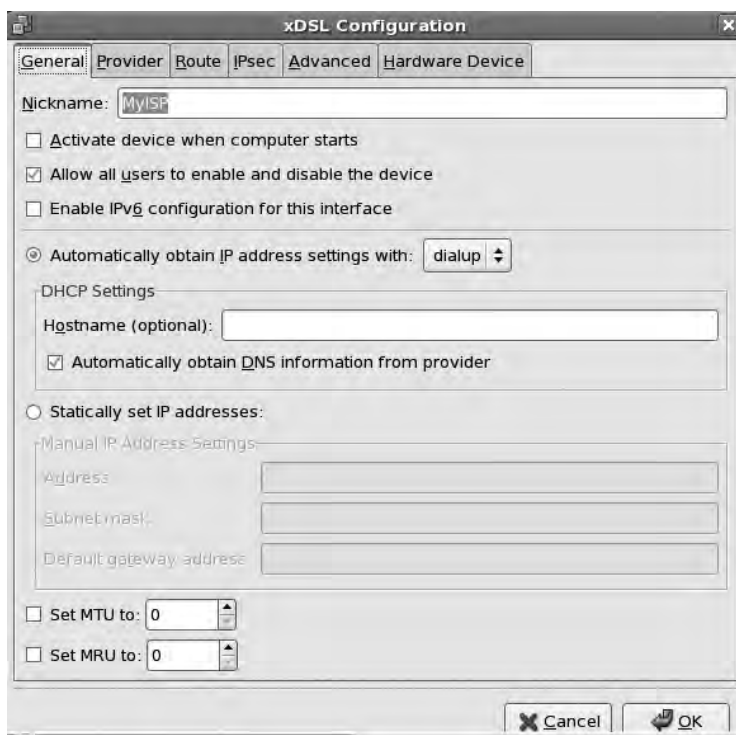 xDSL Configuration
General Provider Route IPsec Advanced Hardware Device
Nickname: MyISP
Activate device when computer starts
Allow all users to enable and disable the device
Enable IPv6 configuration for this interface
Automatically obtain IP address settings with: dialup
DHCP Settings
Hostname (optional):
Automatically obtain DNS information from provider
Statically set IP addresses:
Manual IP Address Settings
Address
Subnet mask:
Default gateway address
Set MTU to: 0
Set MRU to: 0
Cancel OK